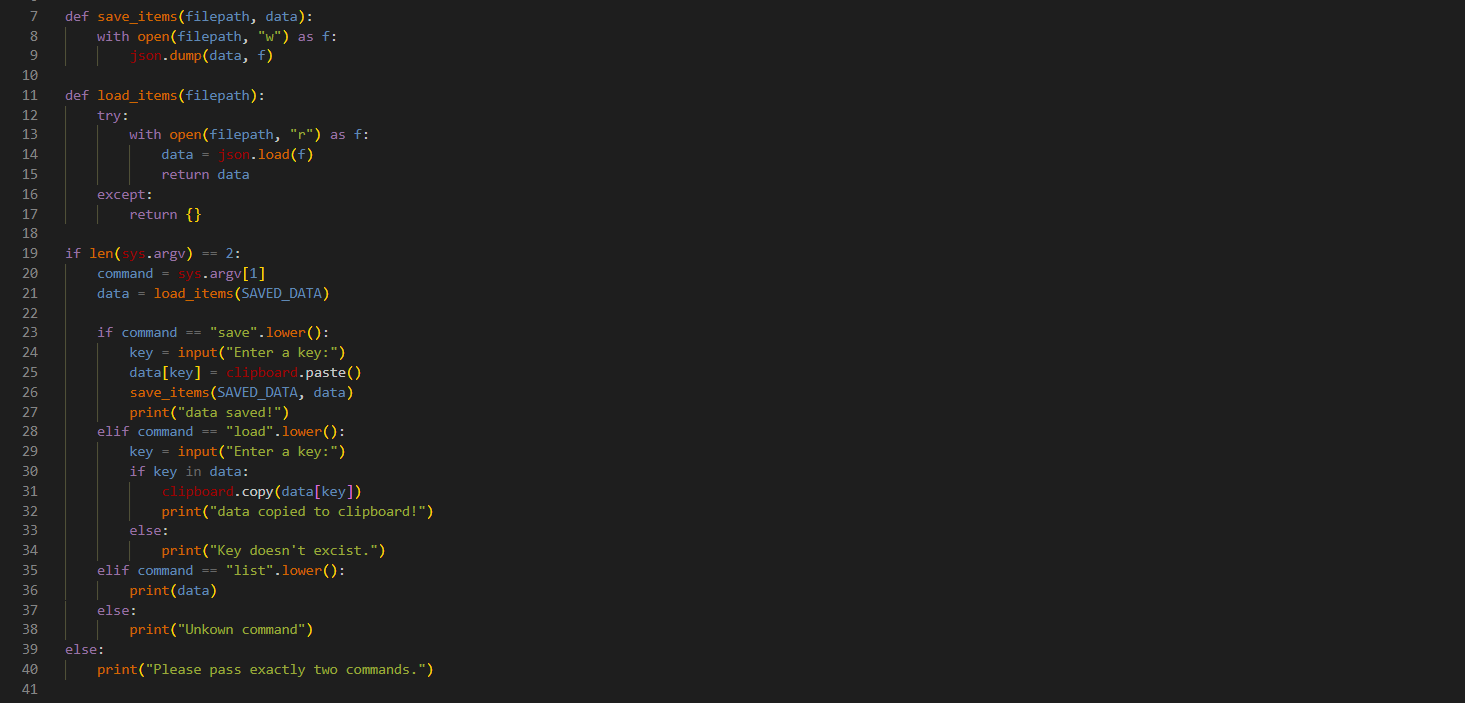 7 def save_items(filepath, data):
8     with open(filepath, "w") as f:
9         json.dump(data, f)
10
11 def load_items(filepath):
12     try:
13         with open(filepath, "r") as f:
14             data = json.load(f)
15             return data
16     except:
17         return {}
18
19 if len(sys.argv) == 2:
20     command = sys.argv[1]
21     data = load_items(SAVED_DATA)
22
23     if command == "save".lower():
24         key = input("Enter a key:")
25         data[key] = clipboard.paste()
26         save_items(SAVED_DATA, data)
27         print("data saved!")
28     elif command == "load".lower():
29         key = input("Enter a key:")
30         if key in data:
31             clipboard.copy(data[key])
32             print("data copied to clipboard!")
33         else:
34             print("Key doesn't excist.")
35     elif command == "list".lower():
36         print(data)
37     else:
38         print("Unkown command")
39 else:
40     print("Please pass exactly two commands.")
41